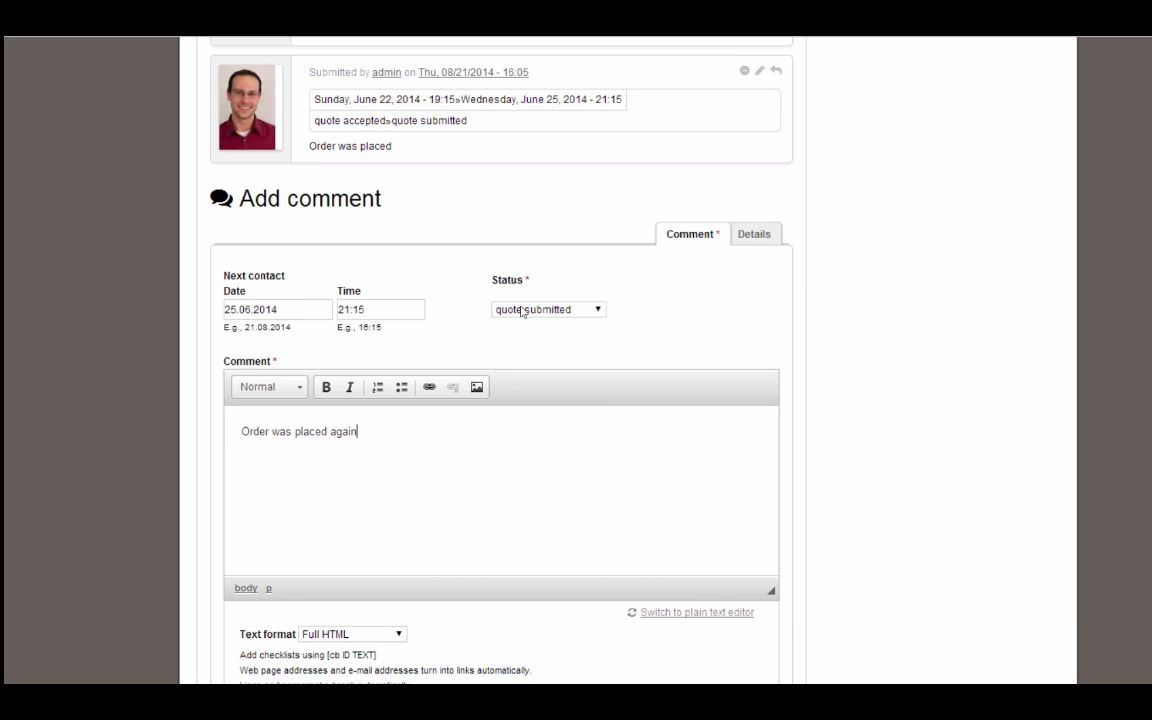 Submitted by admin on Thu, 08/21/2014 - 16:05
Sunday, June 22, 2014 - 19:15»Wednesday, June 25, 2014 - 21:15
quote accepted»quote submitted
Order was placed
Add comment
Comment *
Details
Next contact
Status *
Date
Time
25.06.2014
21:15
quote submitted
E.g., 21.08.2014
E.g., 16:15
Comment *
Normal
B I
Order was placed again
body p
Switch to plain text editor
Text format Full HTML
Add checklists using [cb ID TEXT]
Web page addresses and e-mail addresses turn into links automatically.